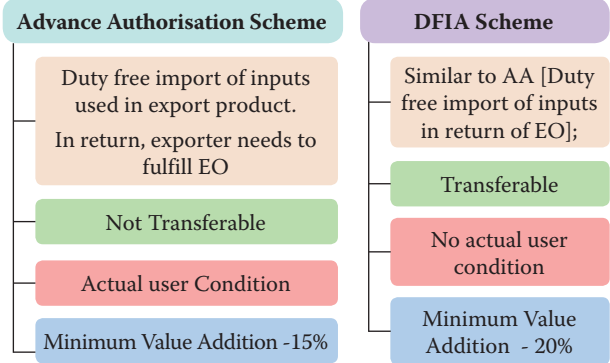 Advance Authorisation Scheme
Duty free import of inputs
used in export product.
In return, exporter needs to
fulfill EO
Not Transferable
Actual user Condition
Minimum Value Addition -15%
DFIA Scheme
Similar to AA [Duty
free import of inputs
in return of EO];
Transferable
No actual user
condition
Minimum Value
Addition - 20%